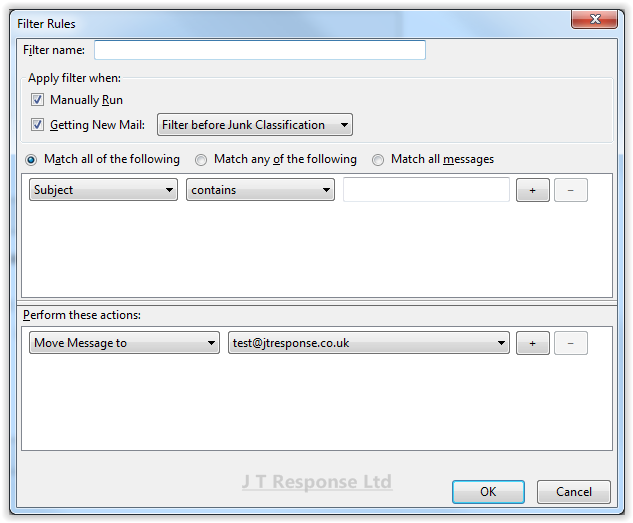 Filter Rules
Filter name:
Apply filter when:
Manually Run
Getting New Mail: Filter before Junk Classification
Match all of the following Match any of the following Match all messages
Subject contains + −
Perform these actions:
Move Message to test@jtresponse.co.uk + −
J T Response Ltd
OK Cancel